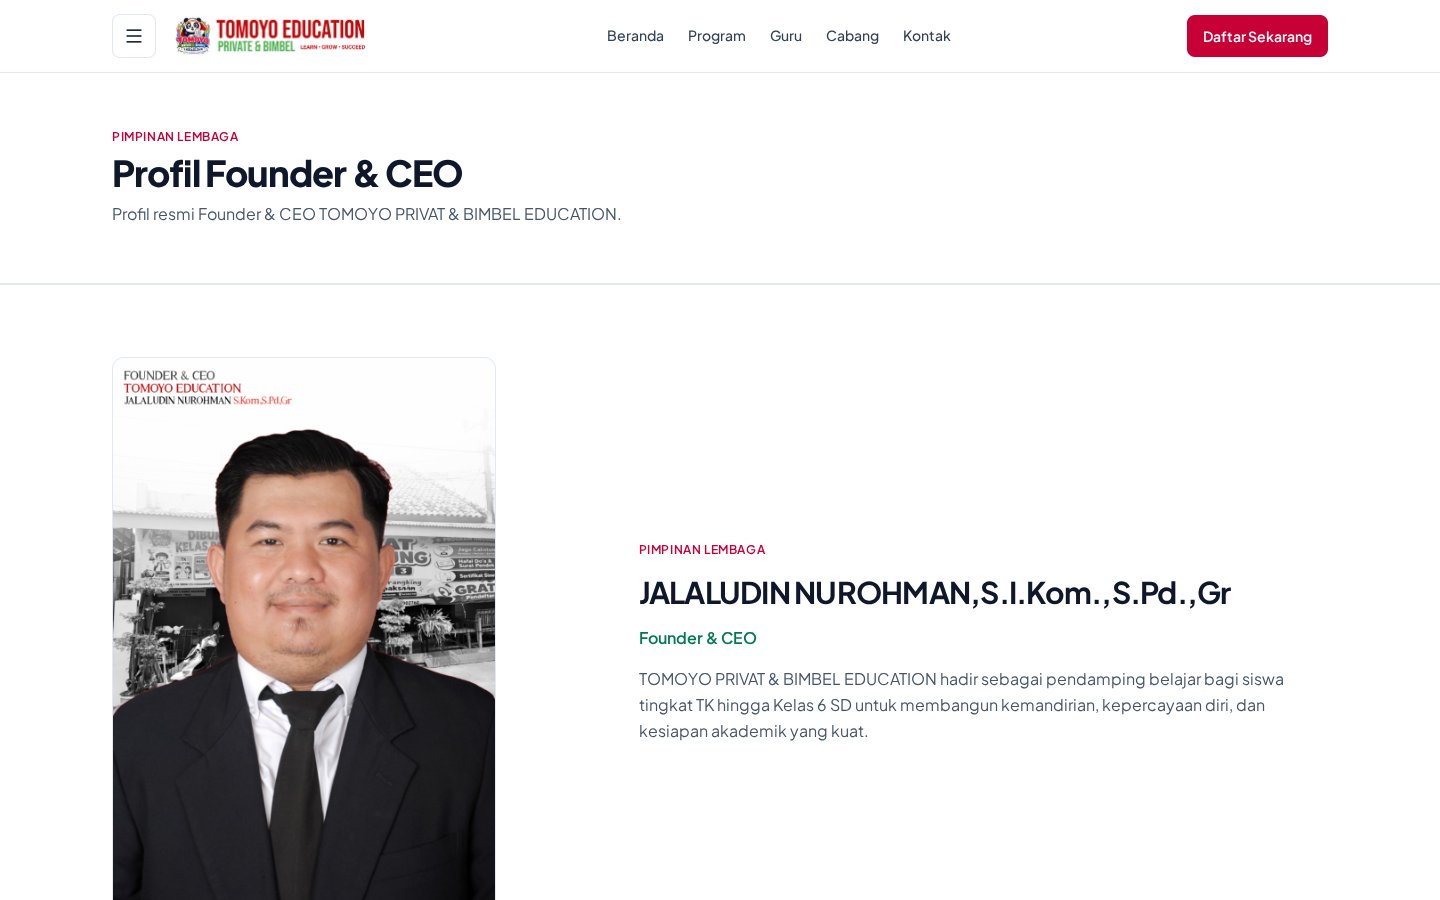 TOMOYO EDUCATION
PRIVATE & BIMBEL LEARN • GROW • SUCCEED
Beranda
Program
Guru
Cabang
Kontak
Daftar Sekarang
PIMPINAN LEMBAGA
Profil Founder & CEO
Profil resmi Founder & CEO TOMOYO PRIVAT & BIMBEL EDUCATION.
FOUNDER & CEO
TOMOYO EDUCATION
JALALUDIN NUROHMAN S.Kom,S.Pd,Gr
PIMPINAN LEMBAGA
JALALUDIN NUROHMAN,S.I.Kom.,S.Pd.,Gr
Founder & CEO
TOMOYO PRIVAT & BIMBEL EDUCATION hadir sebagai pendamping belajar bagi siswa
tingkat TK hingga Kelas 6 SD untuk membangun kemandirian, kepercayaan diri, dan
kesiapan akademik yang kuat.